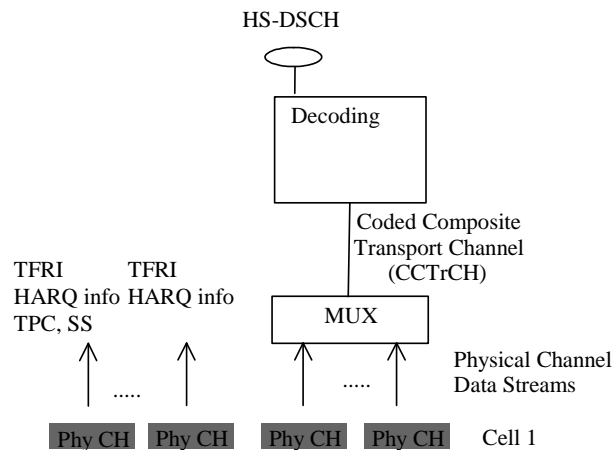 HS-DSCH
Decoding
Coded Composite
Transport Channel
(CCTrCH)
TFRI
HARQ info
TPC, SS
TFRI
HARQ info
MUX
.....
.....
Physical Channel
Data Streams
Phy CH
Phy CH
Phy CH
Phy CH
Cell 1